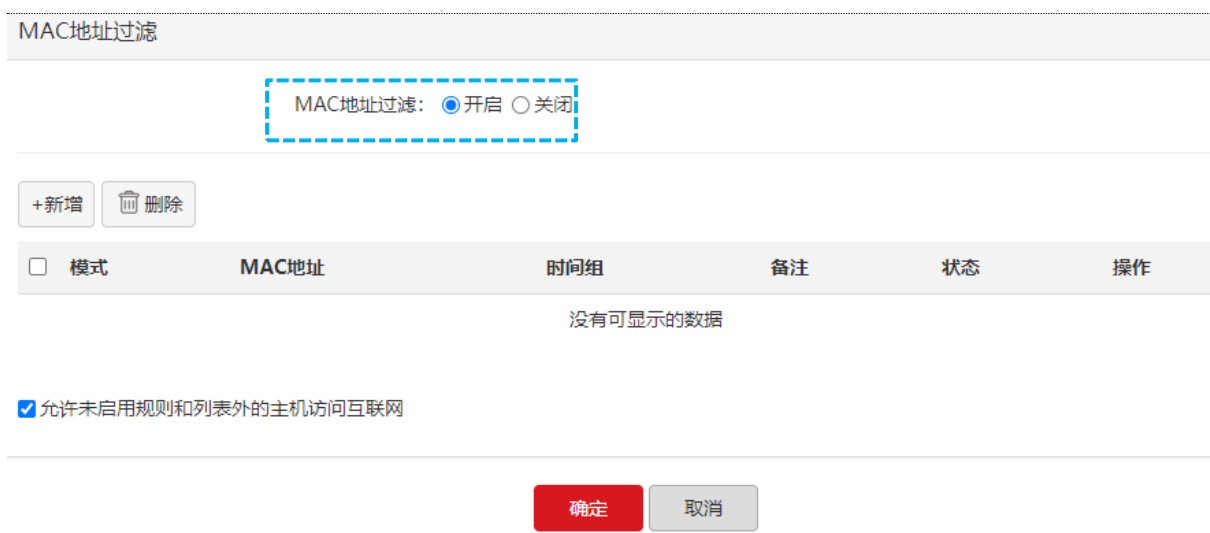 MAC地址过滤
MAC地址过滤： 开启 关闭
+新增 删除
模式 MAC地址 时间组 备注 状态 操作
没有可显示的数据
允许未启用规则和列表外的主机访问互联网
确定 取消